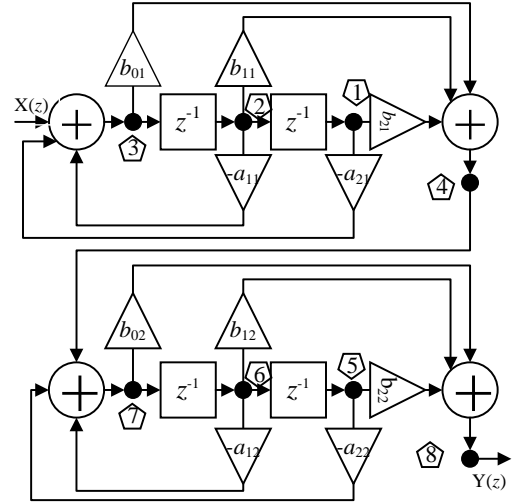 b01 b11 1
X(z) + z-1 2 z-1 b21 +
3
-a11 -a21 4
b02 b12
+ z-1 6 z-1 5 b22 +
7
-a12 -a22 8
Y(z)